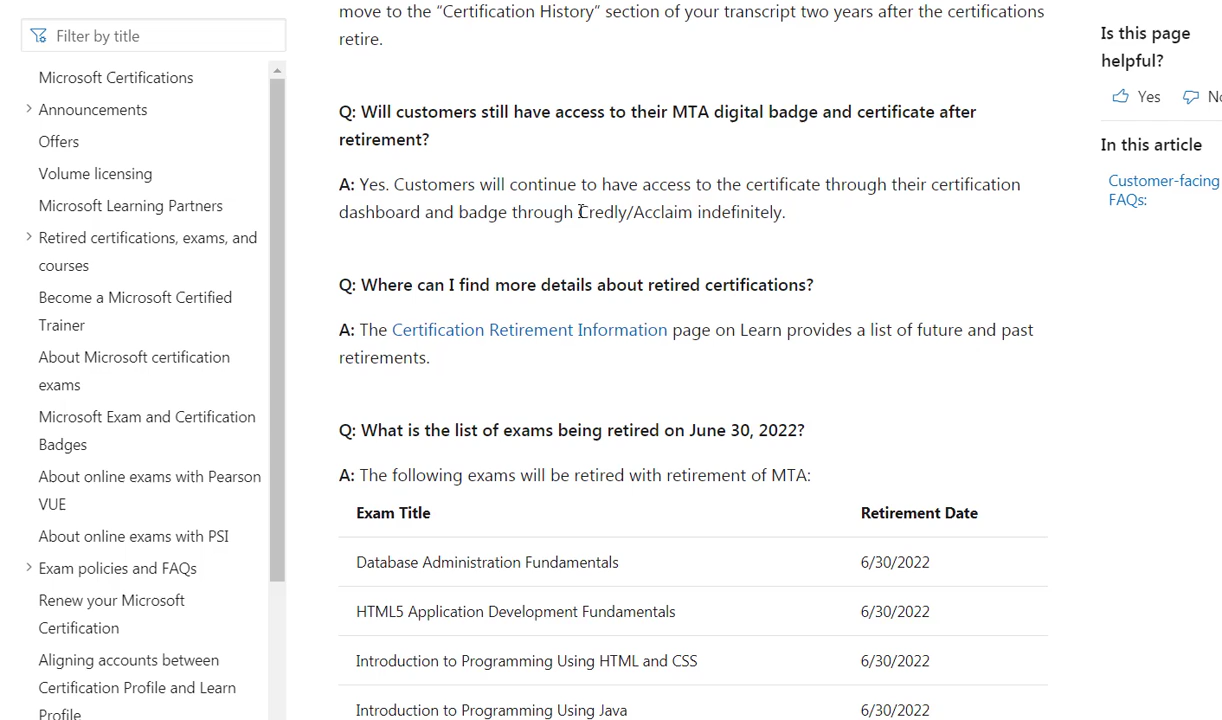 Filter by title
Microsoft Certifications
Announcements
Offers
Volume licensing
Microsoft Learning Partners
Retired certifications, exams, and
courses
Become a Microsoft Certified
Trainer
About Microsoft certification
exams
Microsoft Exam and Certification
Badges
About online exams with Pearson
VUE
About online exams with PSI
Exam policies and FAQs
Renew your Microsoft
Certification
Aligning accounts between
Certification Profile and Learn
Profile
move to the “Certification History” section of your transcript two years after the certifications
retire.
Q: Will customers still have access to their MTA digital badge and certificate after
retirement?
A: Yes. Customers will continue to have access to the certificate through their certification
dashboard and badge through Credly/Acclaim indefinitely.
Q: Where can I find more details about retired certifications?
A: The Certification Retirement Information page on Learn provides a list of future and past
retirements.
Q: What is the list of exams being retired on June 30, 2022?
A: The following exams will be retired with retirement of MTA:
Exam Title Retirement Date
Database Administration Fundamentals 6/30/2022
HTML5 Application Development Fundamentals 6/30/2022
Introduction to Programming Using HTML and CSS 6/30/2022
Introduction to Programming Using Java 6/30/2022
Is this page
helpful?
Yes No
In this article
Customer-facing
FAQs: